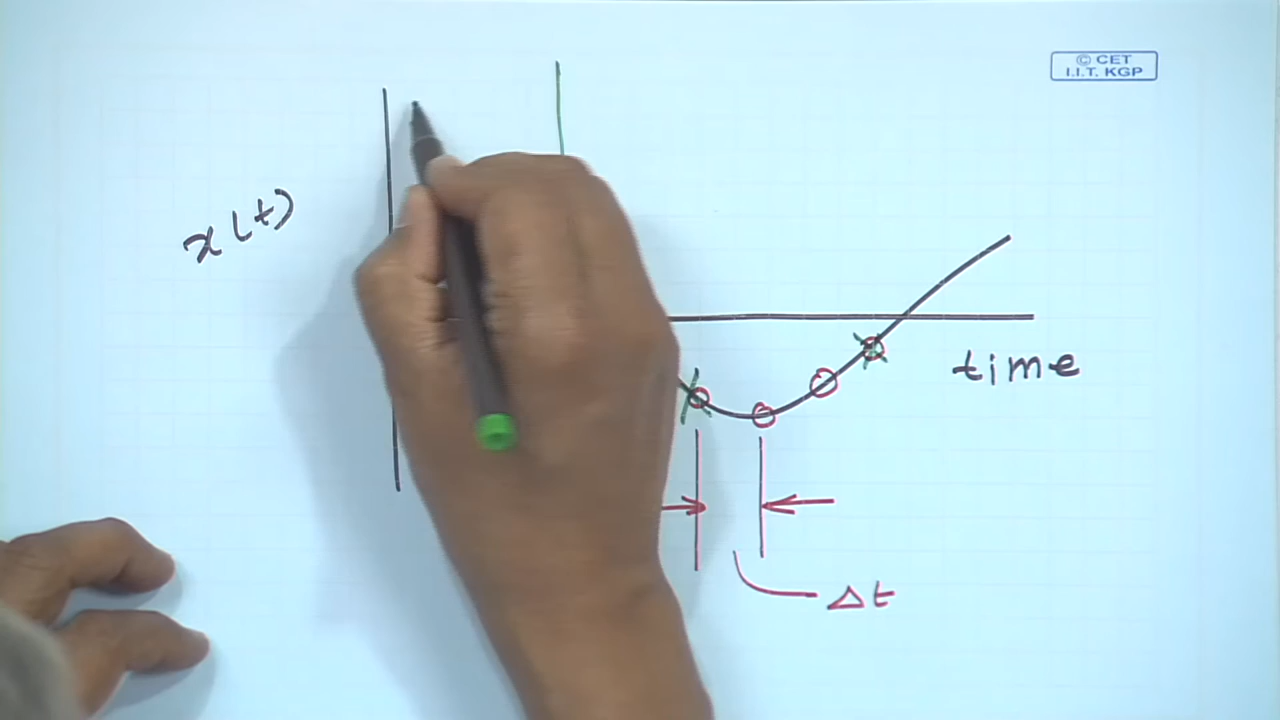 © CET
I.I.T. KGP
x(t)
time
Δt